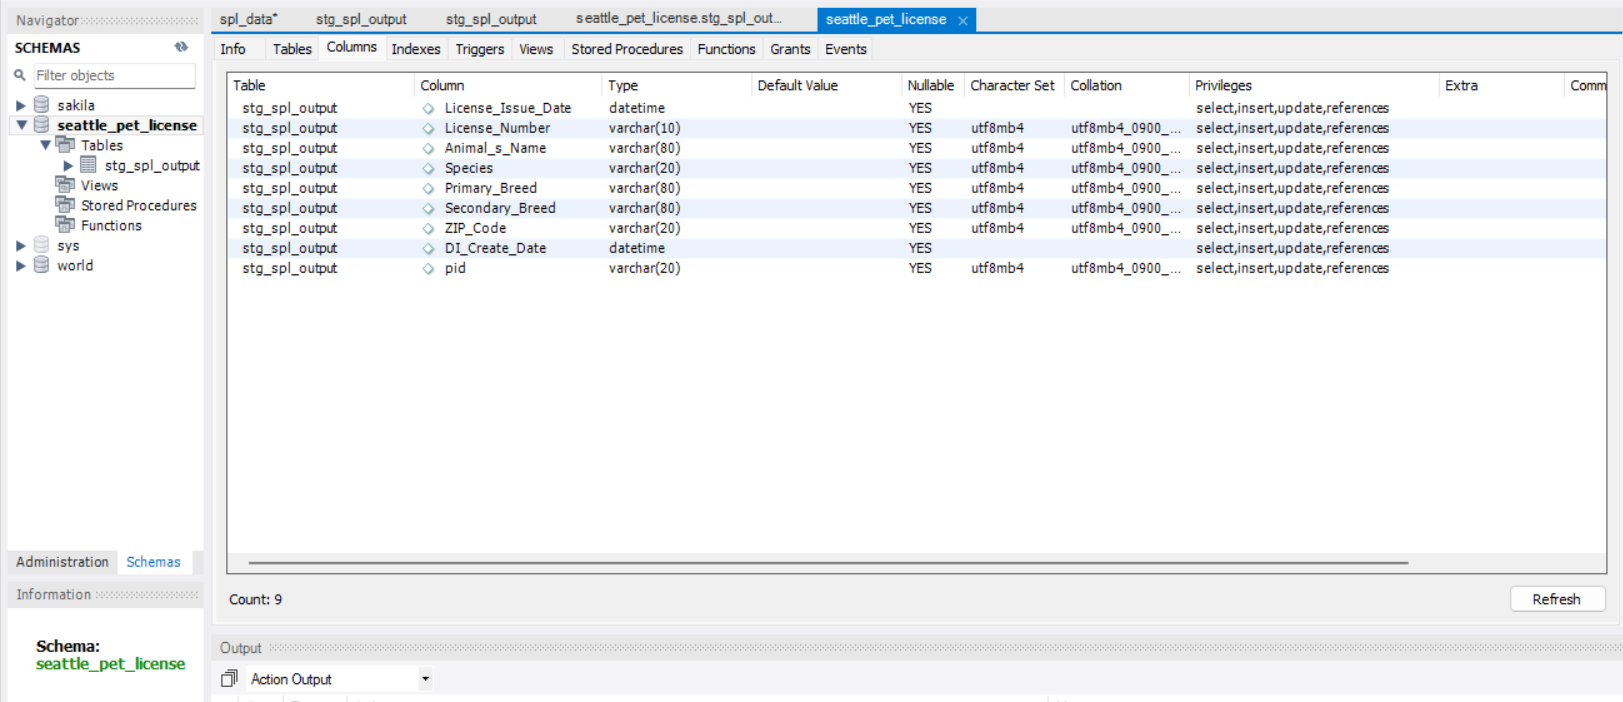 Navigator
SCHEMAS
Filter objects
sakila
seattle_pet_license
Tables
stg_spl_output
Views
Stored Procedures
Functions
sys
world
Administration Schemas
Information
Schema:
seattle_pet_license
spl_data* stg_spl_output stg_spl_output seattle_pet_license.stg_spl_out... seattle_pet_license
Info Tables Columns Indexes Triggers Views Stored Procedures Functions Grants Events
Table Column Type Default Value Nullable Character Set Collation Privileges Extra Comm
stg_spl_output License_Issue_Date datetime YES select,insert,update,references
stg_spl_output License_Number varchar(10) YES utf8mb4 utf8mb4_0900_... select,insert,update,references
stg_spl_output Animal_s_Name varchar(80) YES utf8mb4 utf8mb4_0900_... select,insert,update,references
stg_spl_output Species varchar(20) YES utf8mb4 utf8mb4_0900_... select,insert,update,references
stg_spl_output Primary_Breed varchar(80) YES utf8mb4 utf8mb4_0900_... select,insert,update,references
stg_spl_output Secondary_Breed varchar(80) YES utf8mb4 utf8mb4_0900_... select,insert,update,references
stg_spl_output ZIP_Code varchar(20) YES utf8mb4 utf8mb4_0900_... select,insert,update,references
stg_spl_output DI_Create_Date datetime YES select,insert,update,references
stg_spl_output pid varchar(20) YES utf8mb4 utf8mb4_0900_... select,insert,update,references
Count: 9
Refresh
Output
Action Output